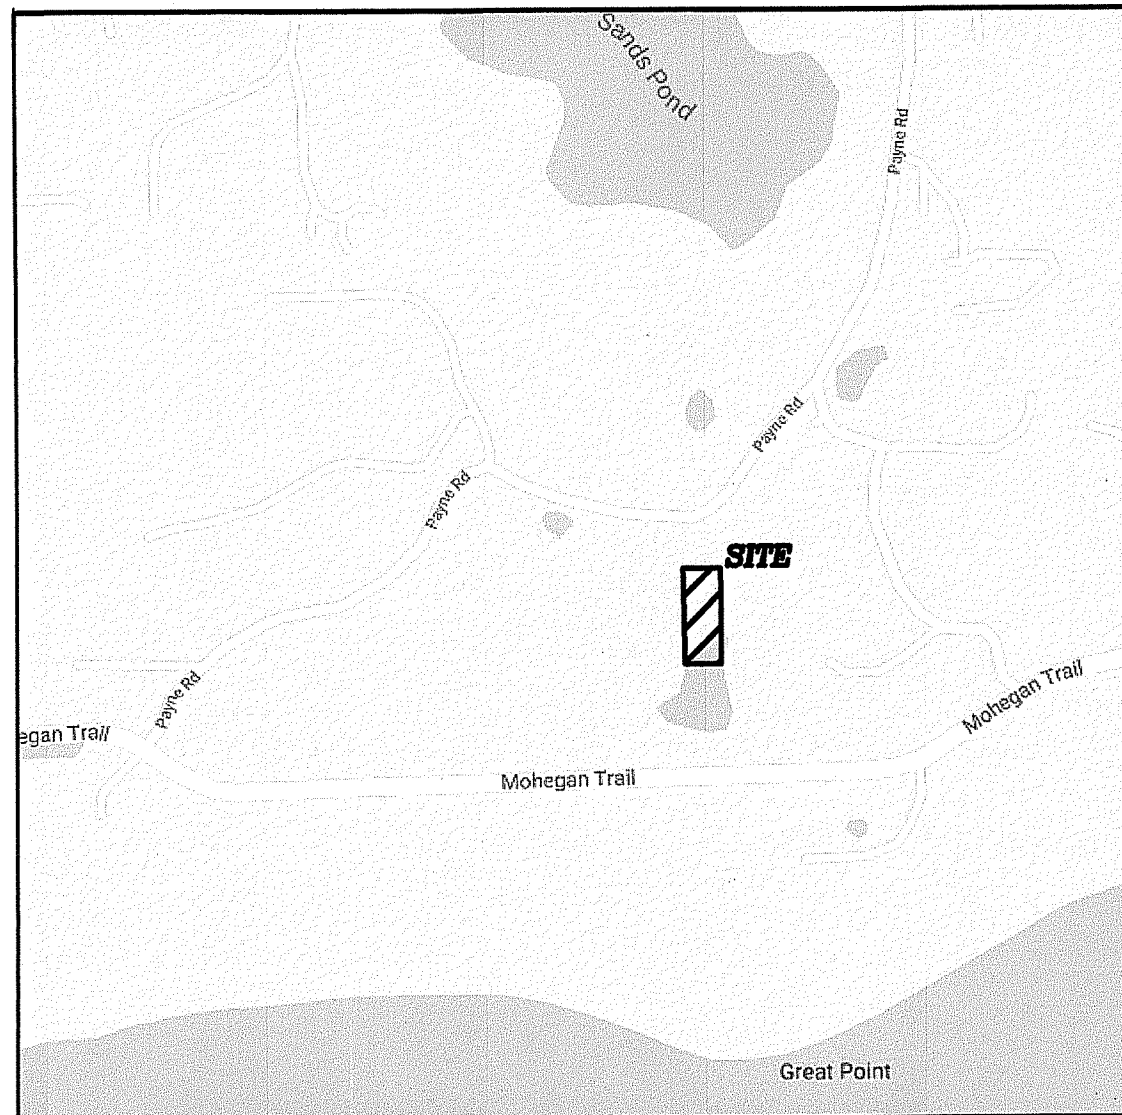 Sands Pond
Payne Rd
Payne Rd
Payne Rd
SITE
Payne Rd
Mohegan Trail
egan Trail
Mohegan Trail
Great Point